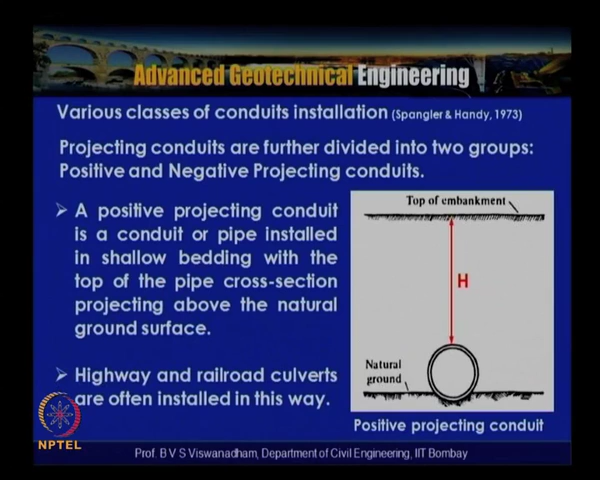 Advanced Geotechnical Engineering
Various classes of conduits installation (Spangler & Handy, 1973)
Projecting conduits are further divided into two groups:
Positive and Negative Projecting conduits.
➢ A positive projecting conduit
is a conduit or pipe installed
in shallow bedding with the
top of the pipe cross-section
projecting above the natural
ground surface.
➢ Highway and railroad culverts
are often installed in this way.
Top of embankment
H
Natural
ground
Positive projecting conduit
NPTEL
Prof. B V S Viswanadham, Department of Civil Engineering, IIT Bombay